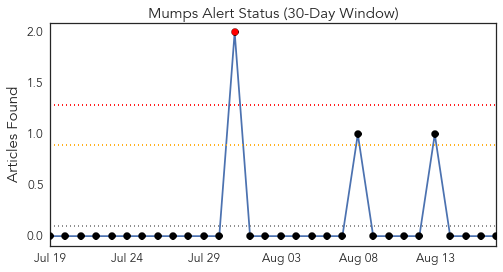 Mumps Alert Status (30-Day Window)
Articles Found
2.0
1.5
1.0
0.5
0.0
Jul 19 Jul 24 Jul 29 Aug 03 Aug 08 Aug 13